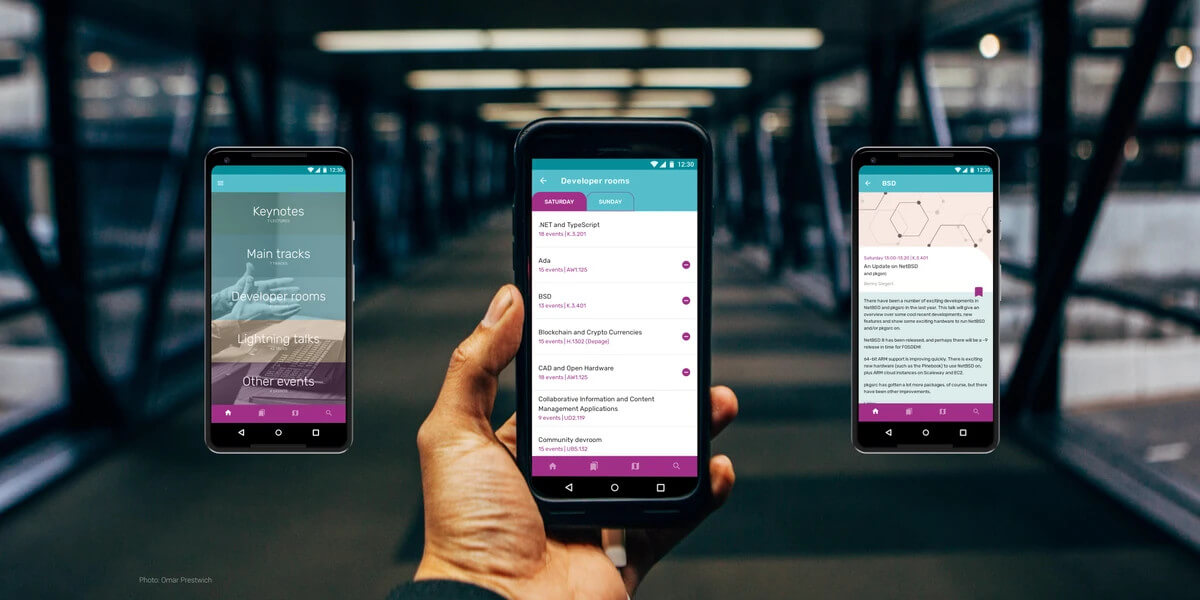 12:30
Keynotes
Main tracks
Developer rooms
Lightning talks
Other events
12:30
Developer rooms
SATURDAY SUNDAY
.NET and TypeScript
18 events | K.3.201
Ada
15 events | AW1.125
BSD
13 events | K.3.401
Blockchain and Crypto Currencies
15 events | H.1302 (Depage)
CAD and Open Hardware
18 events | AW1.125
Collaborative Information and Content
Management Applications
9 events | UD2.119
Community devroom
15 events | UB5.132
12:30
BSD
Saturday 13:00-13:20 | K.3.401
An Update on NetBSD
and pkgsrc
There have been a number of exciting developments in
NetBSD and pkgsrc in the last year. This talk will give an
overview over some cool recent developments, new
features and show some exciting hardware to run NetBSD
and/or pkgsrc on.
NetBSD 8 has been released, and perhaps there will be a -9
release in time for FOSDEM!
64-bit ARM support is improving quickly. There is exciting
new hardware (such as the Pinebook) to use NetBSD on,
plus ARM cloud instances on Scaleway and EC2.
pkgsrc has gotten a lot more packages, of course, but there
have been other improvements.
Photo: Omar Prestwich